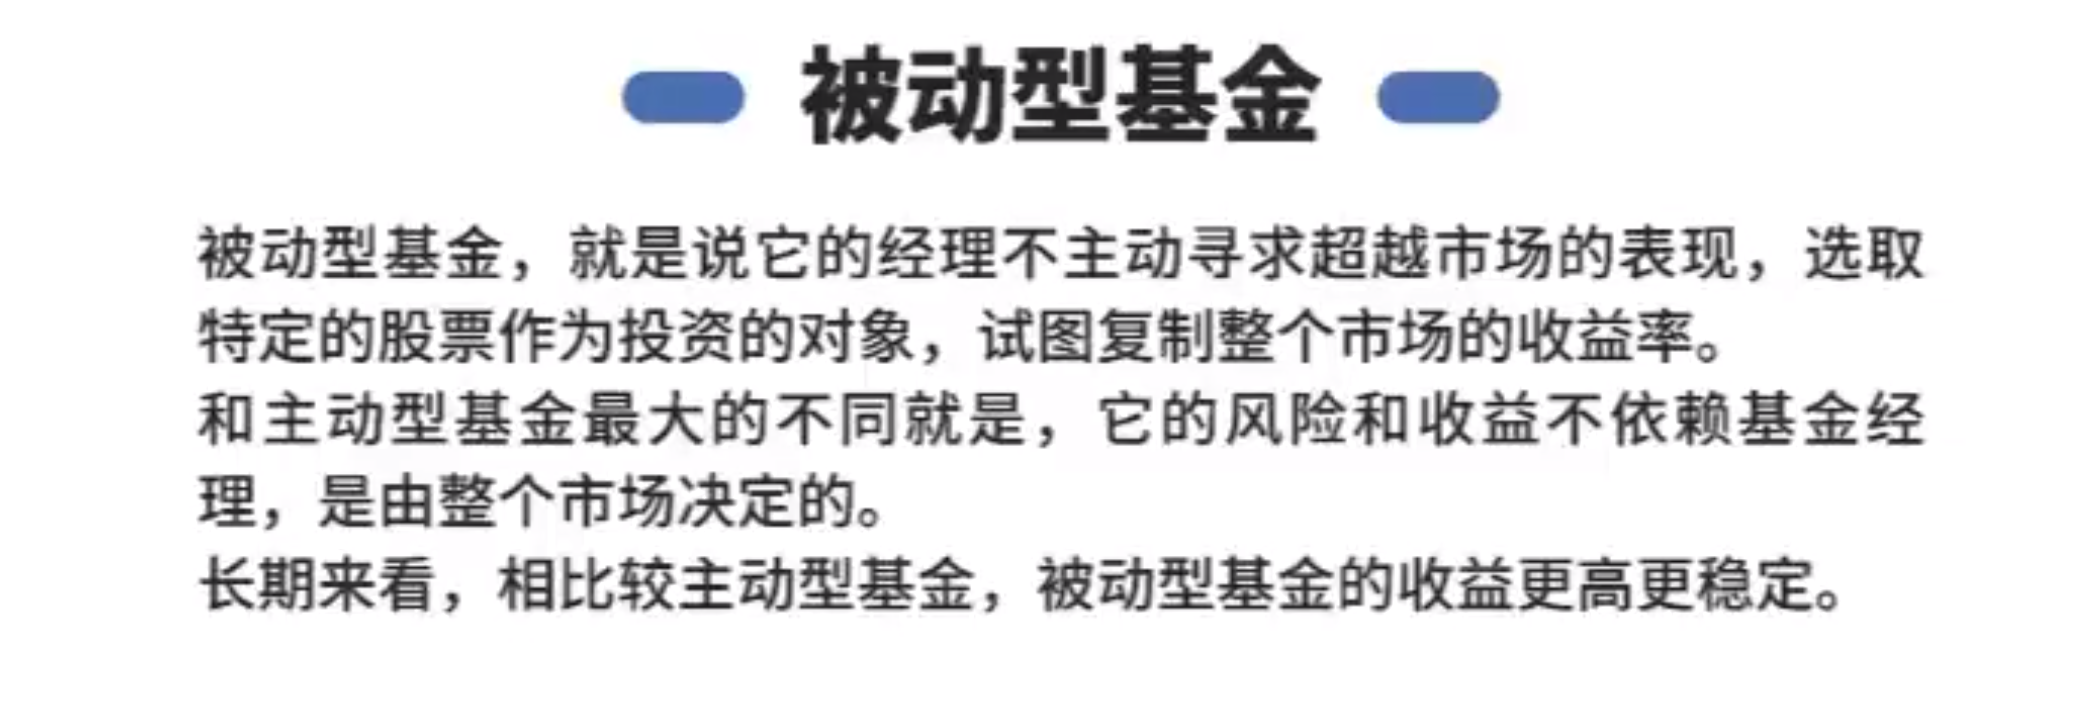 被动型基金
被动型基金，就是说它的经理不主动寻求超越市场的表现，选取
特定的股票作为投资的对象，试图复制整个市场的收益率。
和主动型基金最大的不同就是，它的风险和收益不依赖基金经
理，是由整个市场决定的。
长期来看，相比较主动型基金，被动型基金的收益更高更稳定。